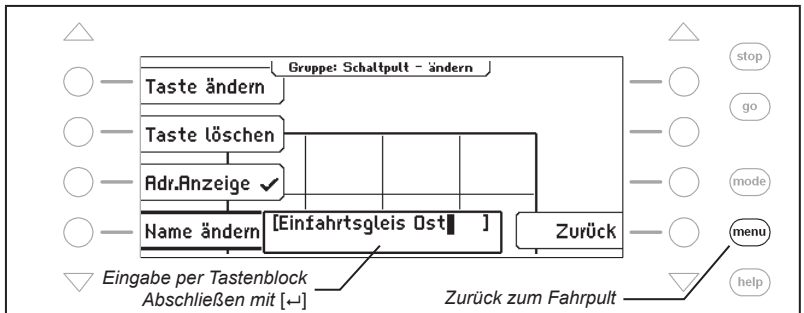 Gruppe: Schaltpult - ändern
stop
Taste ändern
go
Taste löschen
Adr.Anzeige ✓
mode
Name ändern
[Einfahrtsgleis Ost ]
Zurück
menu
Eingabe per Tastenblock
Abschließen mit [↵]
Zurück zum Fahrpult
help